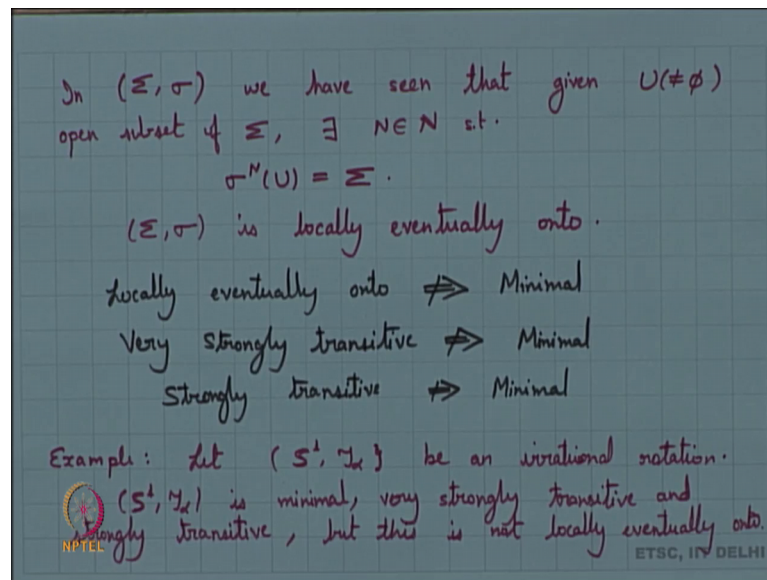 In (Σ, σ) we have seen that given U(≠φ)
open subset of Σ, ∃ N∈N s.t.
σᴺ(U) = Σ.
(Σ, σ) is locally eventually onto.
Locally eventually onto ⇏ Minimal
Very strongly transitive ⇏ Minimal
Strongly transitive ⇏ Minimal
Example: Let (S¹, T_α) be an irrational rotation.
(S¹, T_α) is minimal, very strongly transitive and
strongly transitive, but this is not locally eventually onto.
NPTEL
ETSC, IIT DELHI